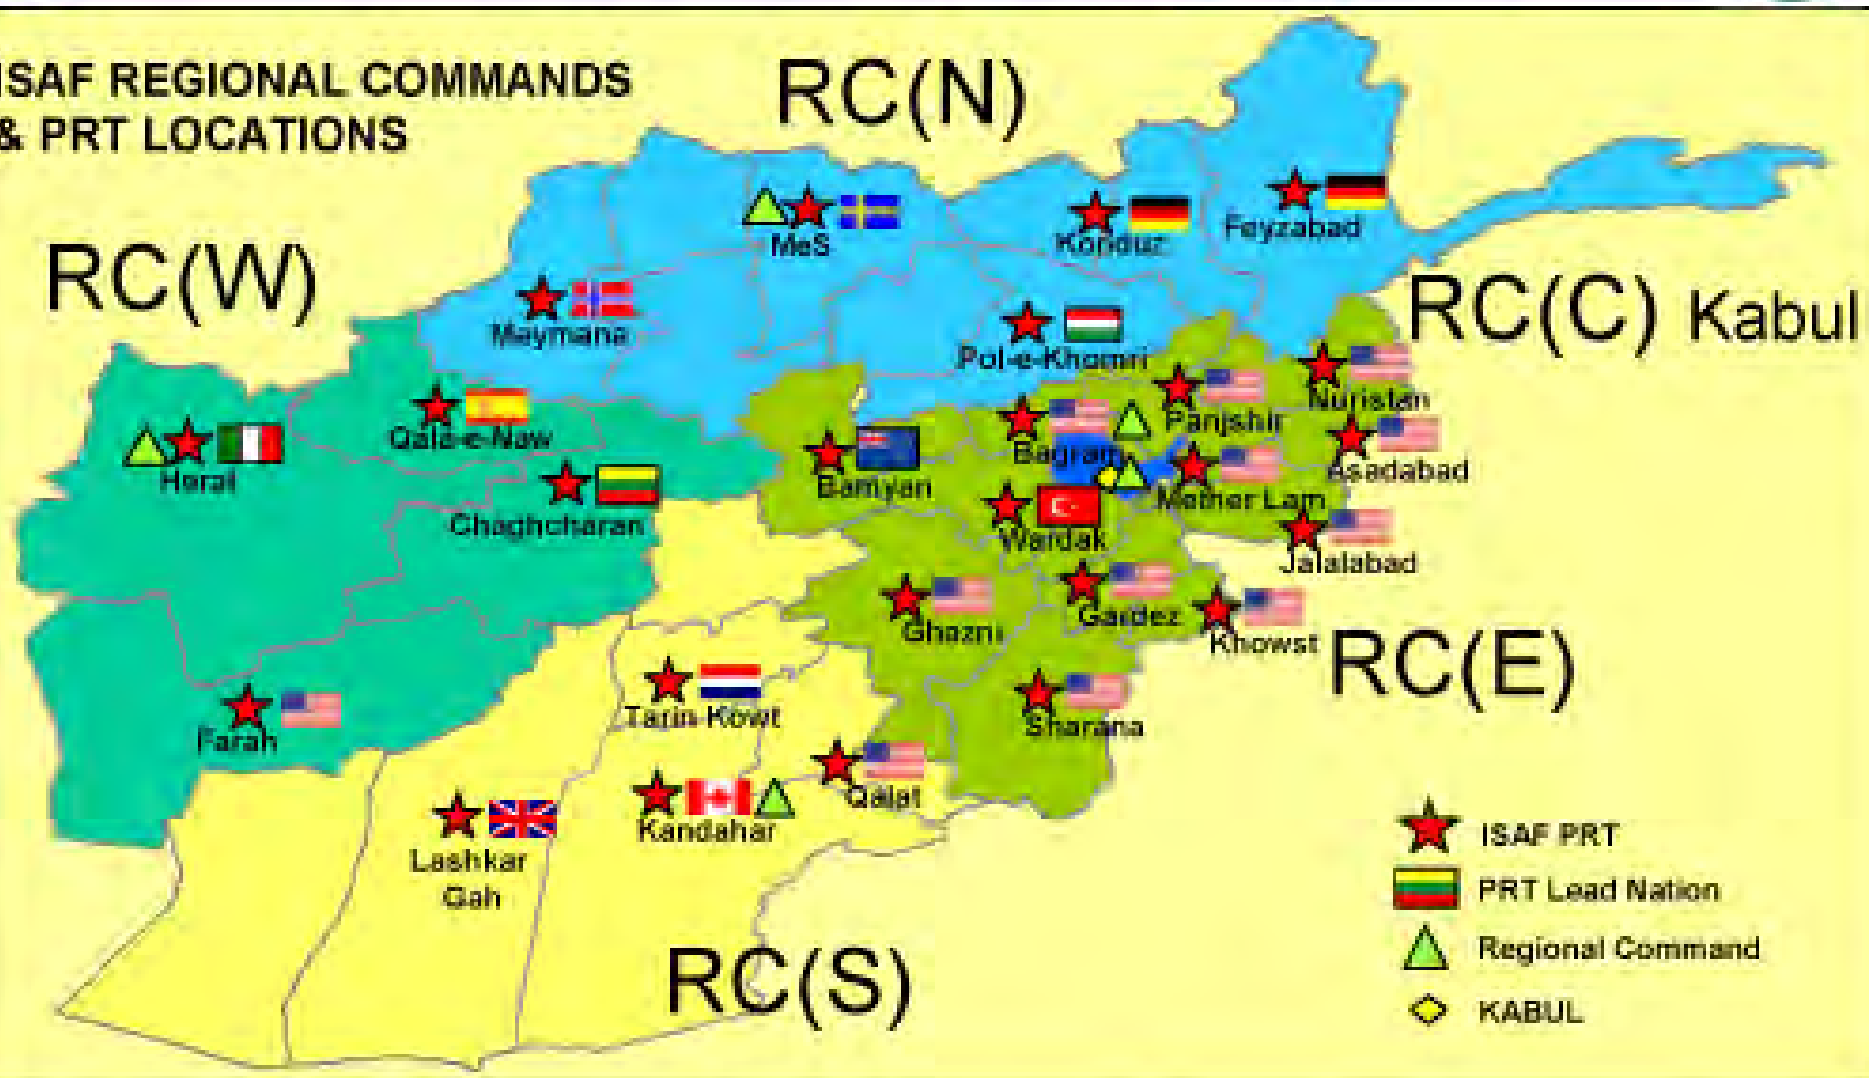 ISAF REGIONAL COMMANDS
& PRT LOCATIONS
RC(N)
RC(W)
RC(C) Kabul
RC(E)
RC(S)
MeS
Konduz
Feyzabad
Maymana
Pol-e-Khomri
Qala-e-Naw
Herat
Chaghcharan
Farah
Bamyan
Bagram
Panjshir
Nuristan
Asadabad
Mether Lam
Wardak
Jalalabad
Ghazni
Gardez
Khowst
Sharana
Tarin-Kowt
Qalat
Kandahar
Lashkar
Gah
ISAF PRT
PRT Lead Nation
Regional Command
KABUL